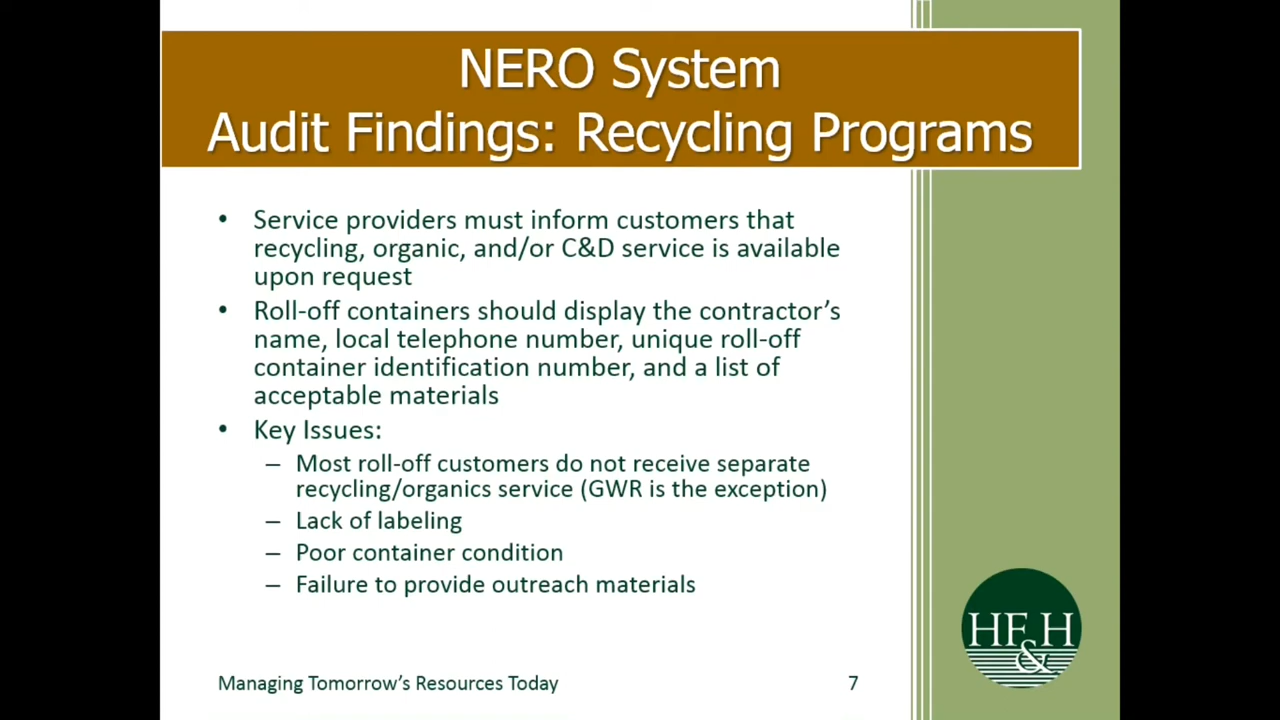 NERO System
Audit Findings: Recycling Programs
• Service providers must inform customers that
recycling, organic, and/or C&D service is available
upon request
• Roll-off containers should display the contractor’s
name, local telephone number, unique roll-off
container identification number, and a list of
acceptable materials
• Key Issues:
– Most roll-off customers do not receive separate
recycling/organics service (GWR is the exception)
– Lack of labeling
– Poor container condition
– Failure to provide outreach materials
HF&H
Managing Tomorrow’s Resources Today
7